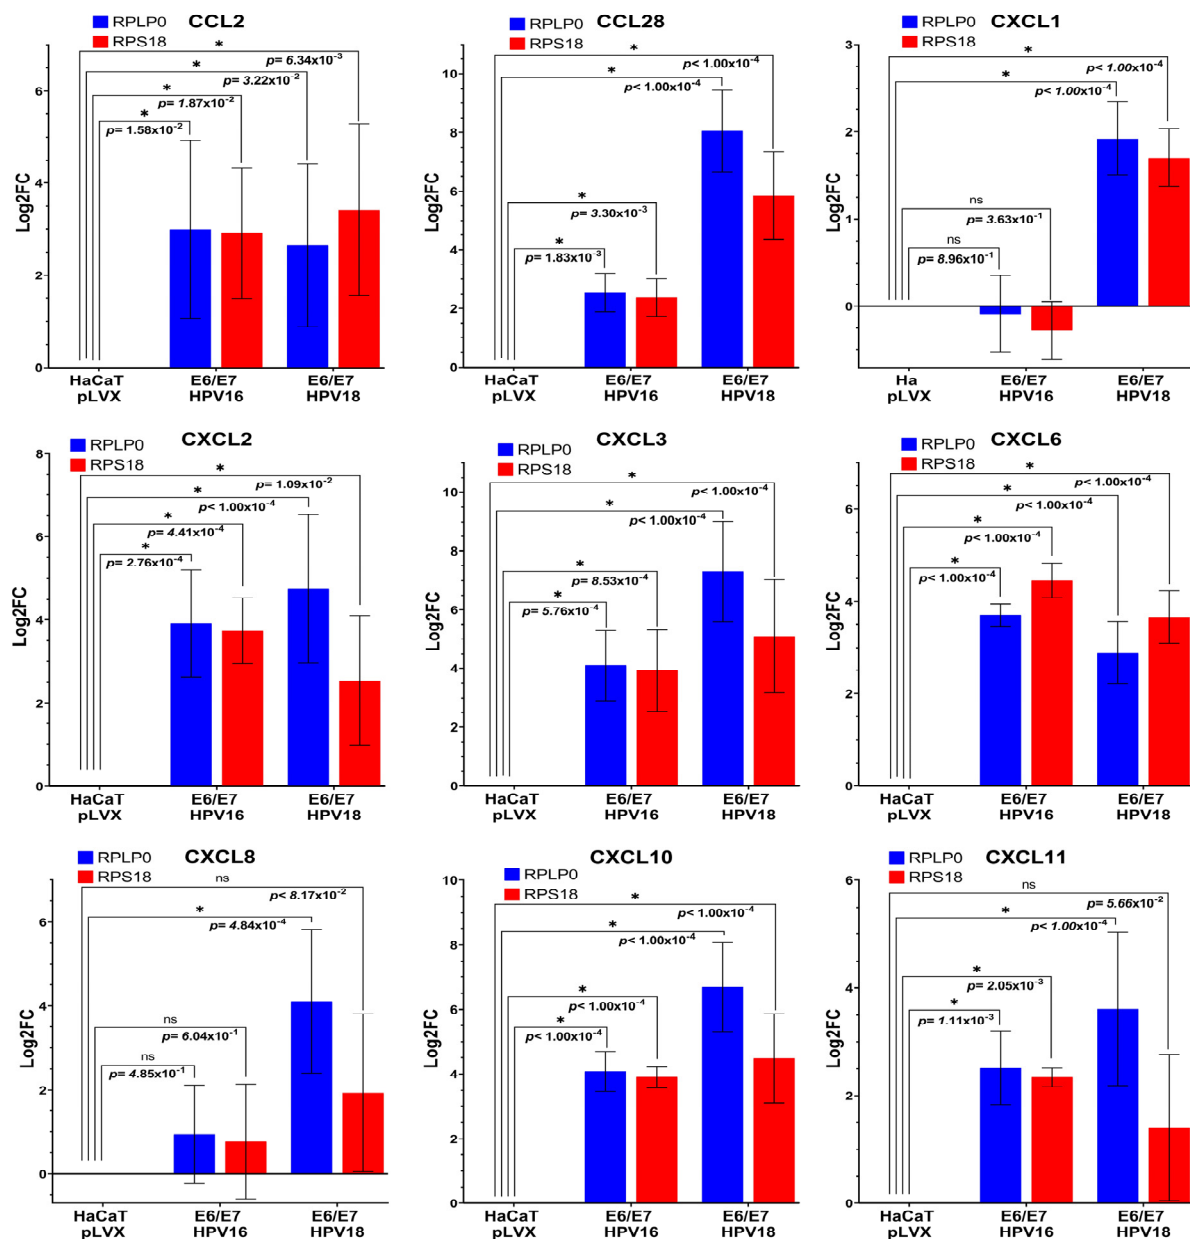 CCL2
RPLP0
RPS18
Log2FC
6
4
2
0
*
p= 6.34x10⁻³
*
p= 3.22x10⁻²
*
p= 1.87x10⁻²
*
p= 1.58x10⁻²
HaCaT pLVX
E6/E7 HPV16
E6/E7 HPV18
CCL28
RPLP0
RPS18
Log2FC
10
8
6
4
2
0
*
p< 1.00x10⁻⁴
*
p< 1.00x10⁻⁴
*
p= 3.30x10⁻³
*
p= 1.83x10⁻³
HaCaT pLVX
E6/E7 HPV16
E6/E7 HPV18
CXCL1
RPLP0
RPS18
Log2FC
3
2
1
0
-1
*
p< 1.00x10⁻⁴
*
p< 1.00x10⁻⁴
ns
p= 3.63x10⁻¹
ns
p= 8.96x10⁻¹
Ha pLVX
E6/E7 HPV16
E6/E7 HPV18
CXCL2
RPLP0
RPS18
Log2FC
8
6
4
2
0
*
p= 1.09x10⁻²
*
p< 1.00x10⁻⁴
*
p= 4.41x10⁻⁴
*
p= 2.76x10⁻⁴
HaCaT pLVX
E6/E7 HPV16
E6/E7 HPV18
CXCL3
RPLP0
RPS18
Log2FC
10
8
6
4
2
0
*
p< 1.00x10⁻⁴
*
p< 1.00x10⁻⁴
*
p= 8.53x10⁻⁴
*
p= 5.76x10⁻⁴
HaCaT pLVX
E6/E7 HPV16
E6/E7 HPV18
CXCL6
RPLP0
RPS18
Log2FC
6
4
2
0
*
p< 1.00x10⁻⁴
*
p< 1.00x10⁻⁴
*
p< 1.00x10⁻⁴
*
p< 1.00x10⁻⁴
HaCaT pLVX
E6/E7 HPV16
E6/E7 HPV18
CXCL8
RPLP0
RPS18
Log2FC
6
4
2
0
ns
p< 8.17x10⁻²
*
p= 4.84x10⁻⁴
ns
p= 6.04x10⁻¹
ns
p= 4.85x10⁻¹
HaCaT pLVX
E6/E7 HPV16
E6/E7 HPV18
CXCL10
RPLP0
RPS18
Log2FC
10
8
6
4
2
0
*
p< 1.00x10⁻⁴
*
p< 1.00x10⁻⁴
*
p< 1.00x10⁻⁴
*
p< 1.00x10⁻⁴
HaCaT pLVX
E6/E7 HPV16
E6/E7 HPV18
CXCL11
RPLP0
RPS18
Log2FC
6
4
2
0
ns
p= 5.66x10⁻²
*
p< 1.00x10⁻⁴
*
p= 2.05x10⁻³
*
p= 1.11x10⁻³
HaCaT pLVX
E6/E7 HPV16
E6/E7 HPV18